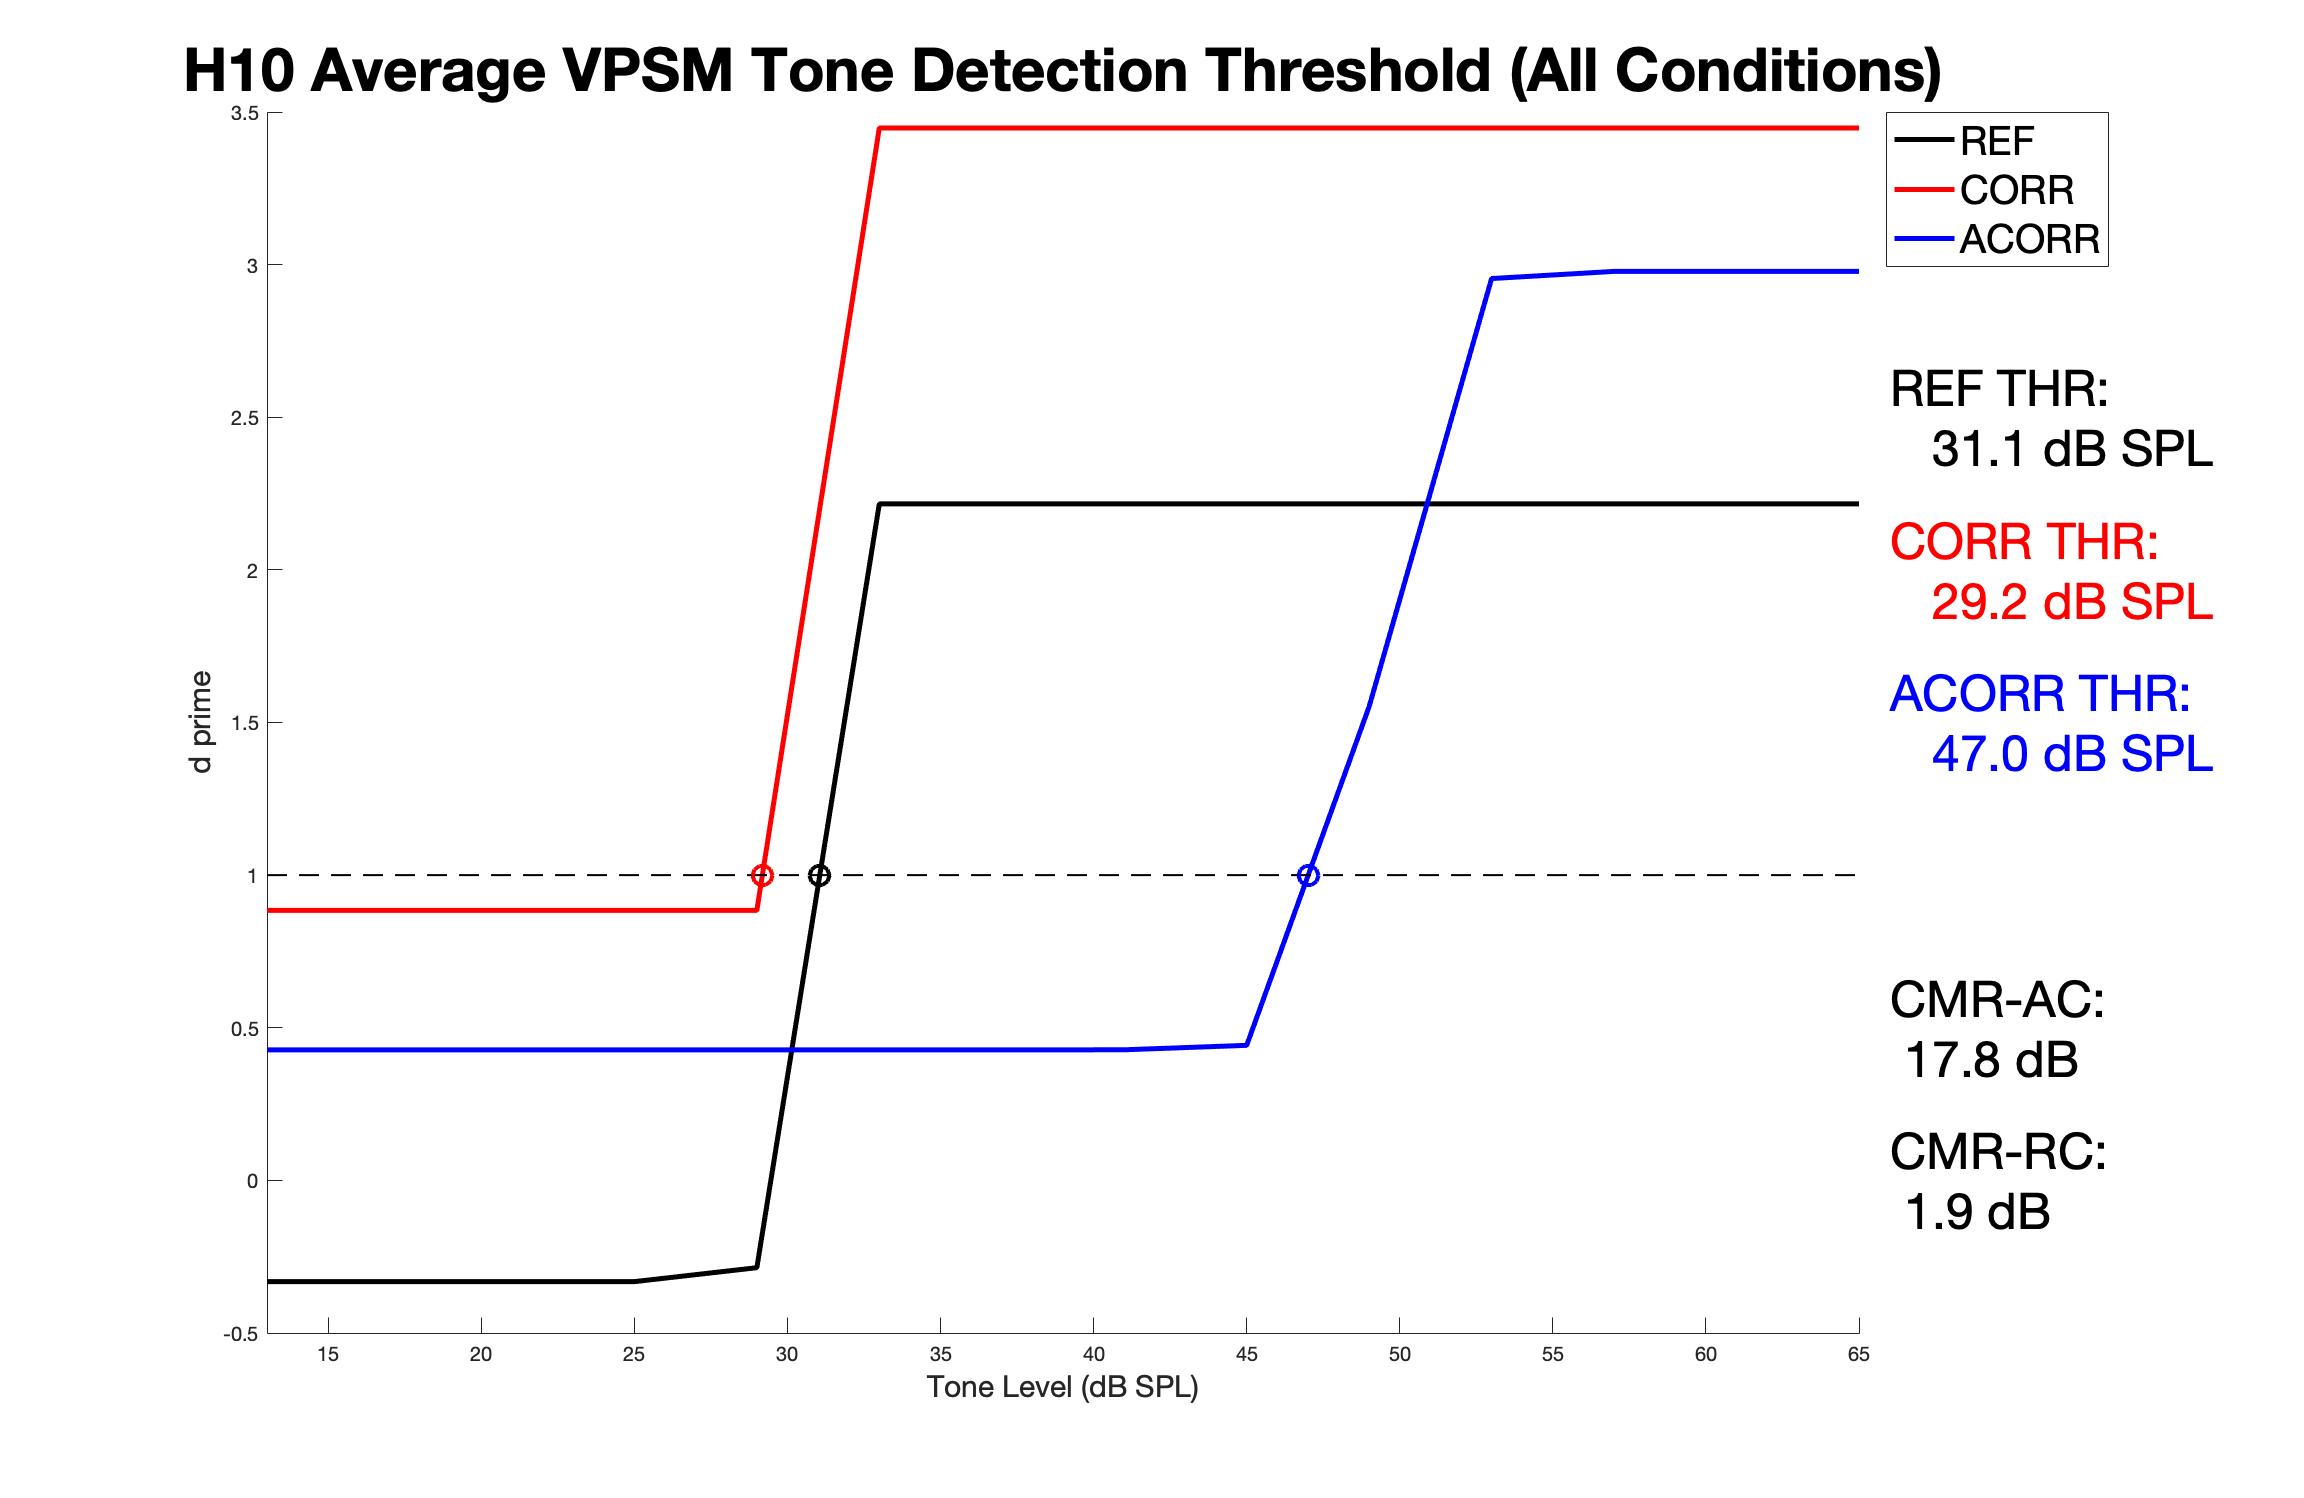 H10 Average VPSM Tone Detection Threshold (All Conditions)
3.5
3
2.5
2
1.5
1
0.5
0
-0.5
d prime
15 20 25 30 35 40 45 50 55 60 65
Tone Level (dB SPL)
REF
CORR
ACORR
REF THR:
31.1 dB SPL
CORR THR:
29.2 dB SPL
ACORR THR:
47.0 dB SPL
CMR-AC:
17.8 dB
CMR-RC:
1.9 dB